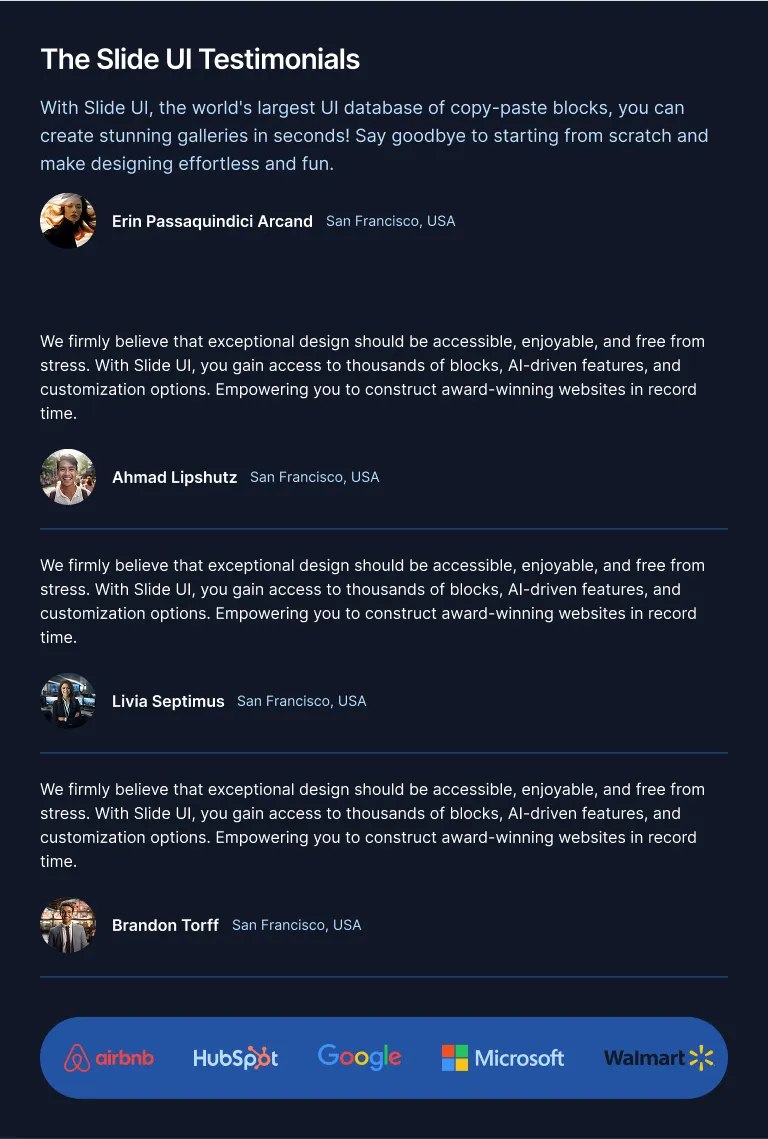 The Slide UI Testimonials
With Slide UI, the world's largest UI database of copy-paste blocks, you can
create stunning galleries in seconds! Say goodbye to starting from scratch and
make designing effortless and fun.
Erin Passaquindici Arcand San Francisco, USA
We firmly believe that exceptional design should be accessible, enjoyable, and free from
stress. With Slide UI, you gain access to thousands of blocks, AI-driven features, and
customization options. Empowering you to construct award-winning websites in record
time.
Ahmad Lipshutz San Francisco, USA
We firmly believe that exceptional design should be accessible, enjoyable, and free from
stress. With Slide UI, you gain access to thousands of blocks, AI-driven features, and
customization options. Empowering you to construct award-winning websites in record
time.
Livia Septimus San Francisco, USA
We firmly believe that exceptional design should be accessible, enjoyable, and free from
stress. With Slide UI, you gain access to thousands of blocks, AI-driven features, and
customization options. Empowering you to construct award-winning websites in record
time.
Brandon Torff San Francisco, USA
airbnb HubSpot Google Microsoft Walmart